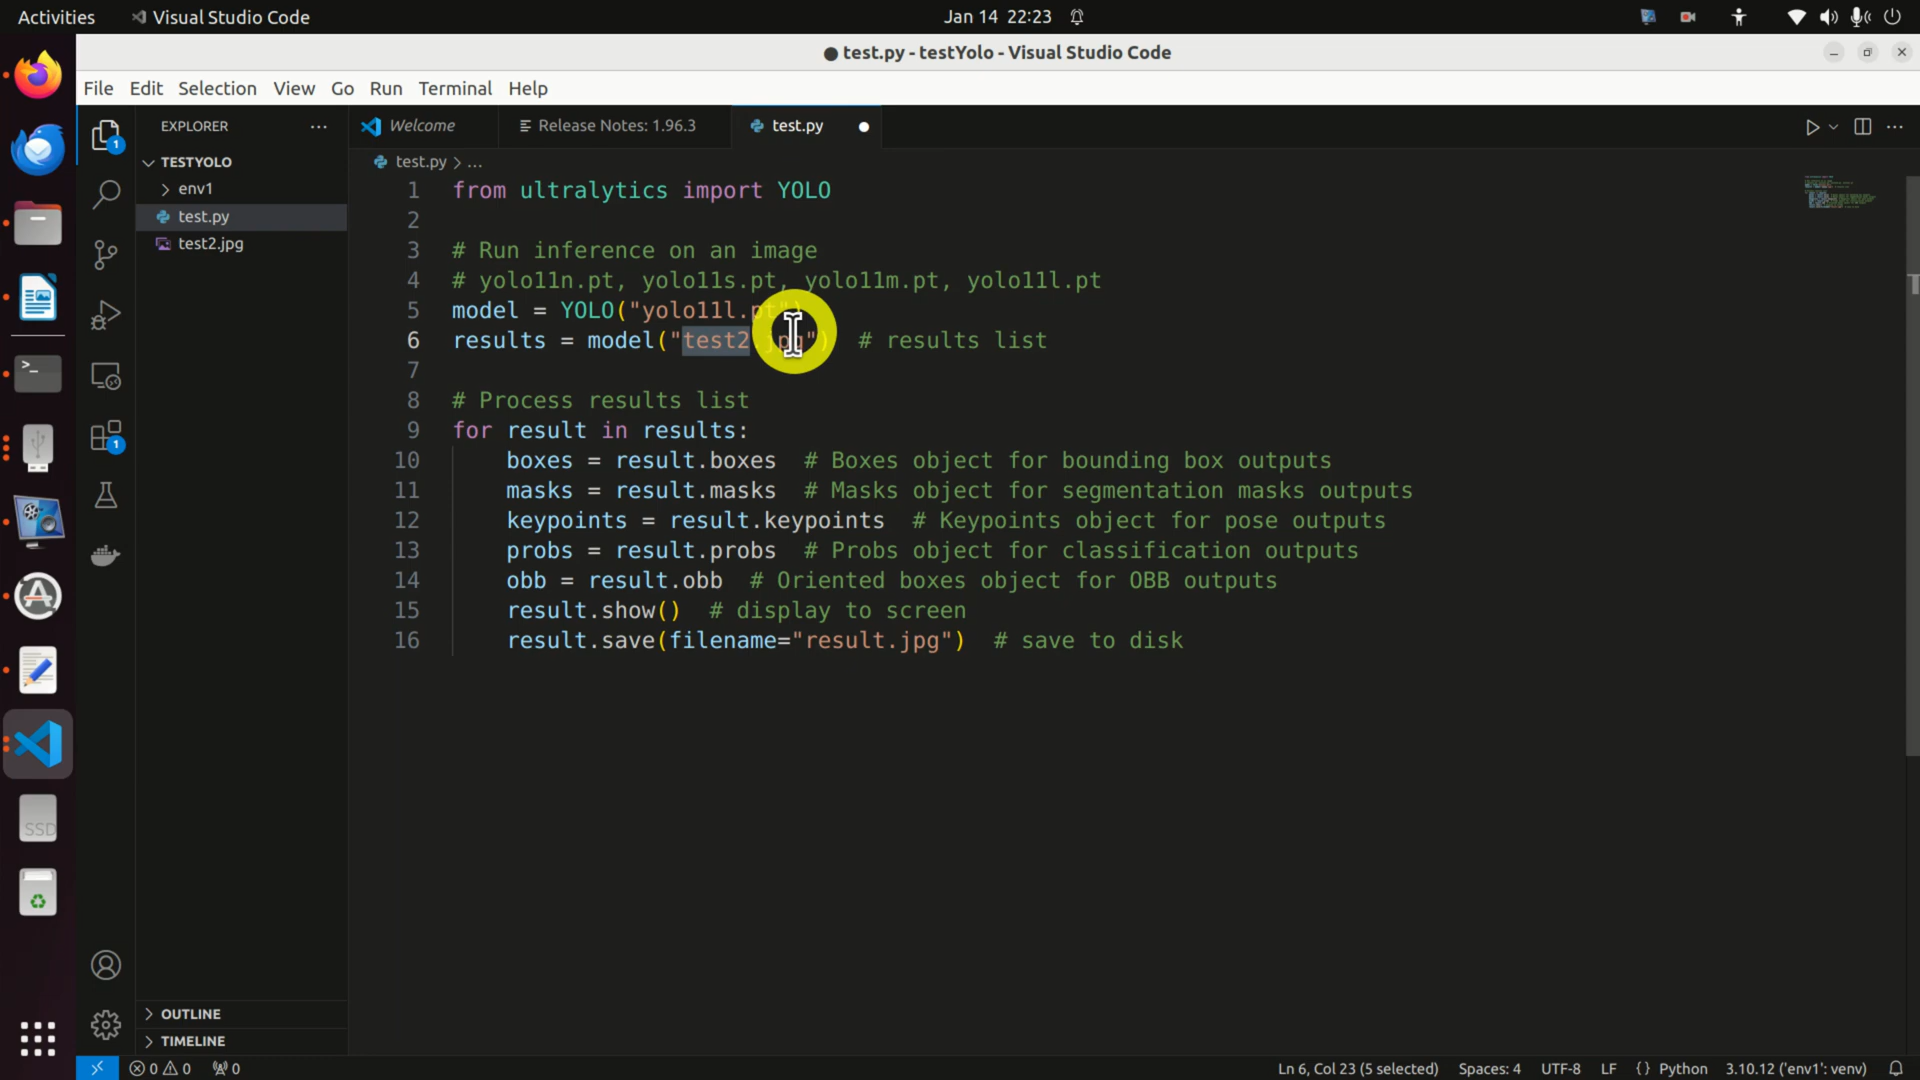 Activities
Visual Studio Code
Jan 14 22:23
● test.py - testYolo - Visual Studio Code
File Edit Selection View Go Run Terminal Help
EXPLORER
TESTYOLO
env1
test.py
test2.jpg
OUTLINE
TIMELINE
Welcome
Release Notes: 1.96.3
test.py
test.py > ...
1 from ultralytics import YOLO
2
3 # Run inference on an image
4 # yolo11n.pt, yolo11s.pt, yolo11m.pt, yolo11l.pt
5 model = YOLO("yolo11l.pt")
6 results = model("test2.jpg") # results list
7
8 # Process results list
9 for result in results:
10 boxes = result.boxes # Boxes object for bounding box outputs
11 masks = result.masks # Masks object for segmentation masks outputs
12 keypoints = result.keypoints # Keypoints object for pose outputs
13 probs = result.probs # Probs object for classification outputs
14 obb = result.obb # Oriented boxes object for OBB outputs
15 result.show() # display to screen
16 result.save(filename="result.jpg") # save to disk
1
1
SSD
0 0 0
Ln 6, Col 23 (5 selected) Spaces: 4 UTF-8 LF {} Python 3.10.12 ('env1': venv)